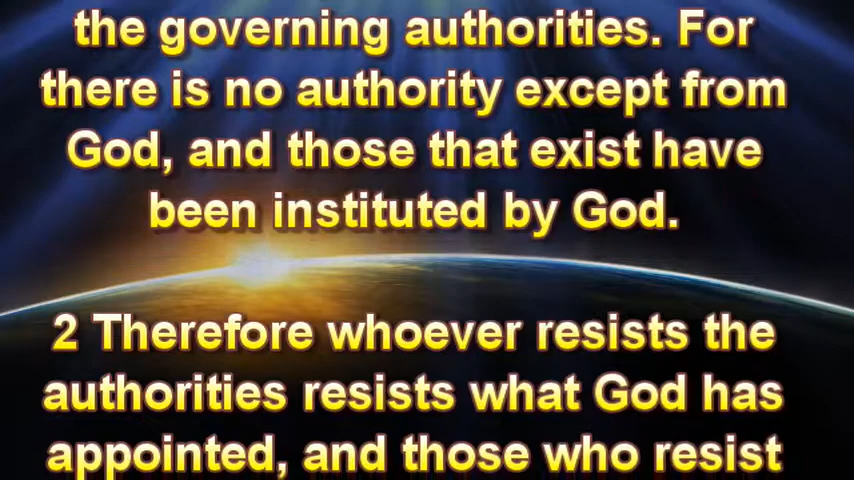 the governing authorities. For
there is no authority except from
God, and those that exist have
been instituted by God.
2 Therefore whoever resists the
authorities resists what God has
appointed, and those who resist